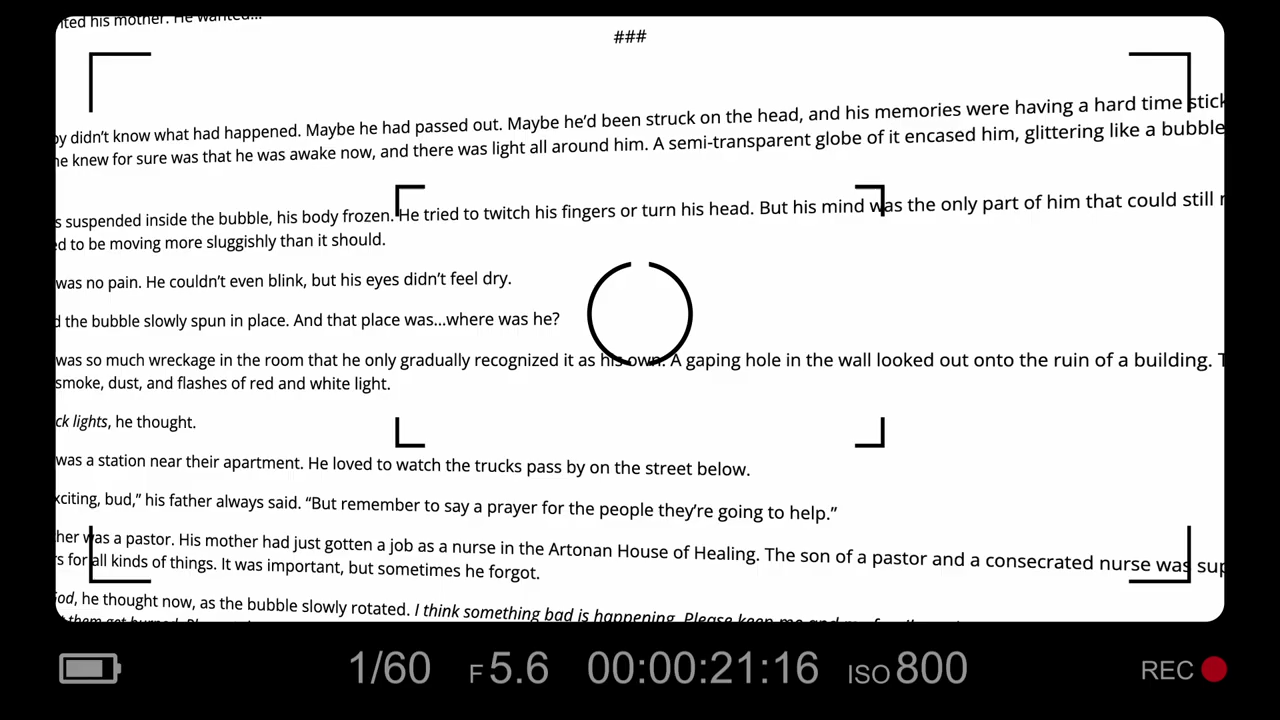 his mother. He wanted...
###
didn’t know what had happened. Maybe he had passed out. Maybe he’d been struck on the head, and his memories were having a hard time stick
he knew for sure was that he was awake now, and there was light all around him. A semi-transparent globe of it encased him, glittering like a bubble
suspended inside the bubble, his body frozen. He tried to twitch his fingers or turn his head. But his mind was the only part of him that could still
to be moving more sluggishly than it should.
was no pain. He couldn’t even blink, but his eyes didn’t feel dry.
the bubble slowly spun in place. And that place was...where was he?
was so much wreckage in the room that he only gradually recognized it as his own. A gaping hole in the wall looked out onto the ruin of a building.
smoke, dust, and flashes of red and white light.
ck lights, he thought.
was a station near their apartment. He loved to watch the trucks pass by on the street below.
xciting, bud,” his father always said. “But remember to say a prayer for the people they’re going to help.”
her was a pastor. His mother had just gotten a job as a nurse in the Artonan House of Healing. The son of a pastor and a consecrated nurse was sup
for all kinds of things. It was important, but sometimes he forgot.
od, he thought now, as the bubble slowly rotated. I think something bad is happening. Please keep me and my
them get burned.
1/60 F 5.6 00:00:21:16 ISO 800 REC